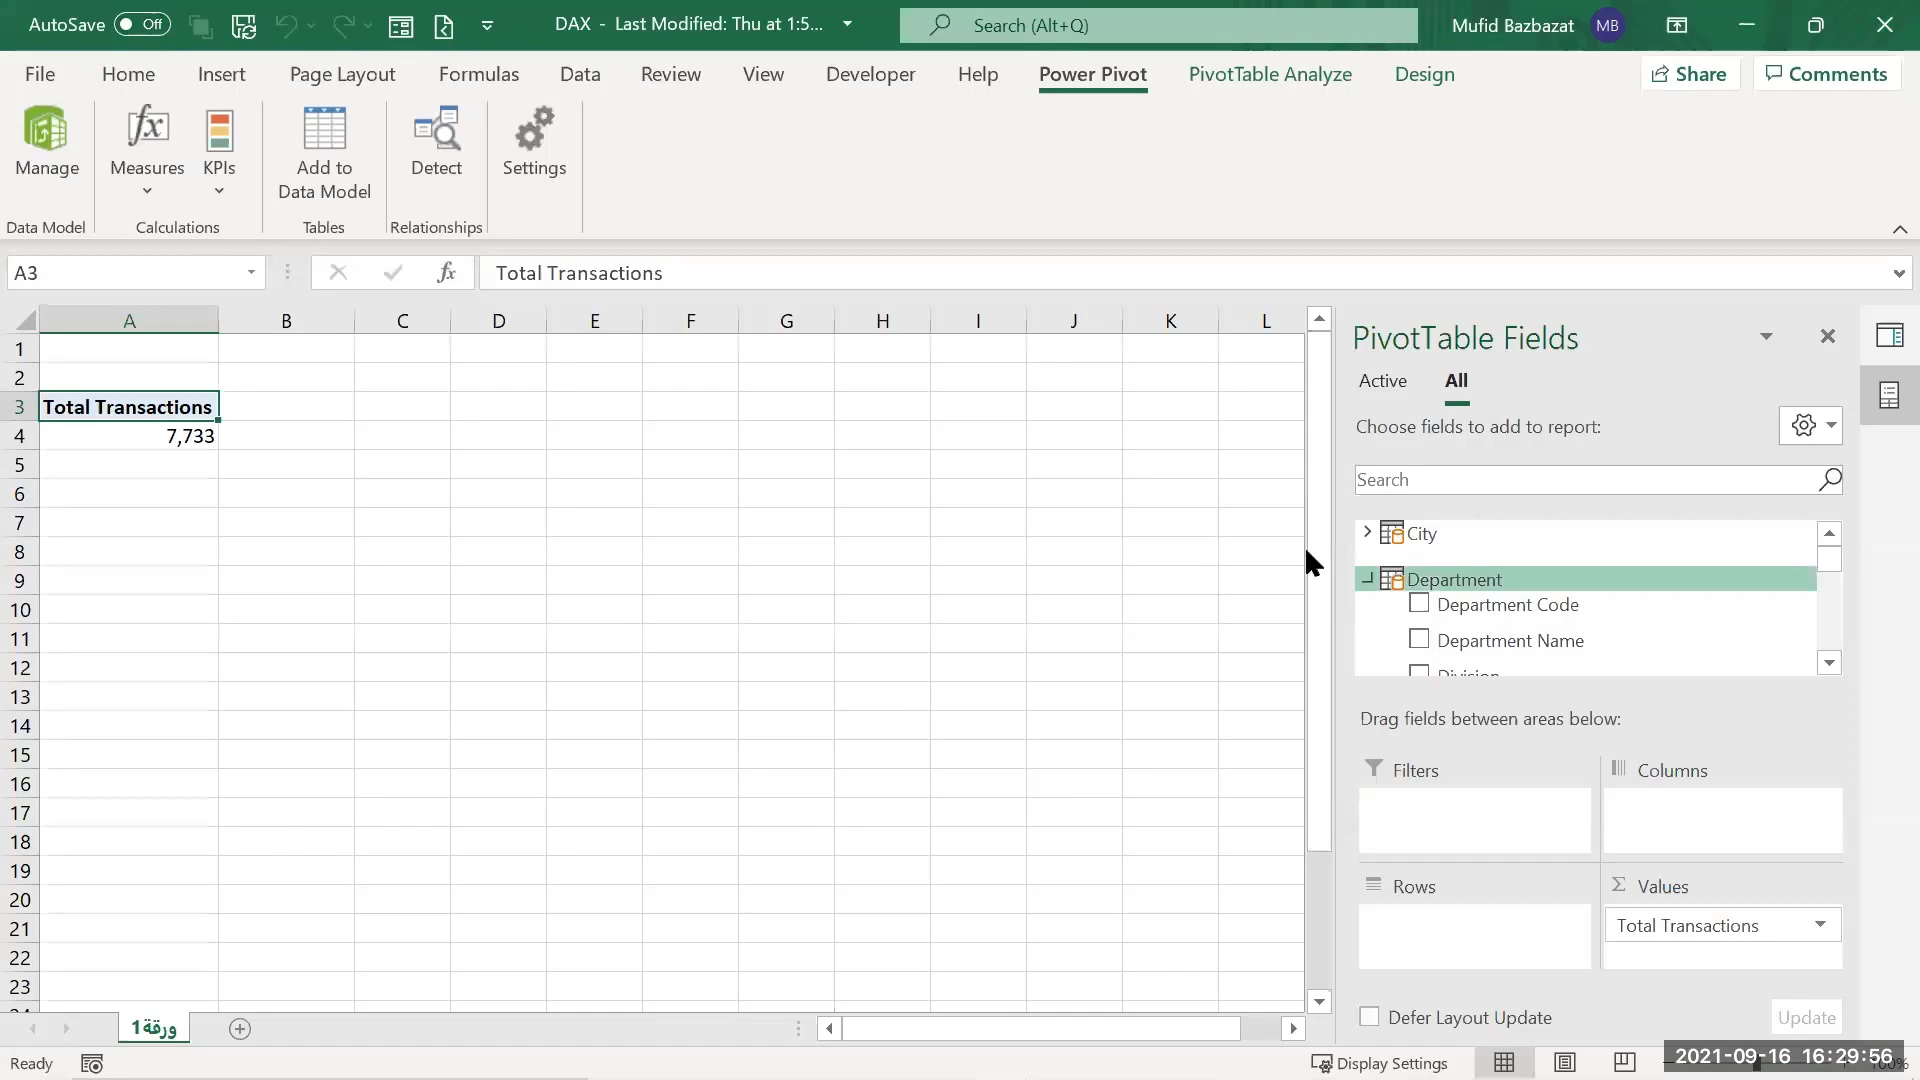 AutoSave Off
DAX - Last Modified: Thu at 1:5...
Search (Alt+Q)
Mufid Bazbazat MB
File Home Insert Page Layout Formulas Data Review View Developer Help Power Pivot PivotTable Analyze Design Share Comments
Manage
Measures
KPIs
Add to
Data Model
Detect
Settings
Data Model
Calculations
Tables
Relationships
A3
fx
Total Transactions
A B C D E F G H I J K L
1
2
3 Total Transactions
4 7,733
5
6
7
8
9
10
11
12
13
14
15
16
17
18
19
20
21
22
23
PivotTable Fields
Active All
Choose fields to add to report:
Search
City
Department
Department Code
Department Name
Division
Drag fields between areas below:
Filters
Columns
Rows
Values
Total Transactions
Defer Layout Update
Update
ورقة1
Ready
Display Settings
2021-09-16 16:29:56